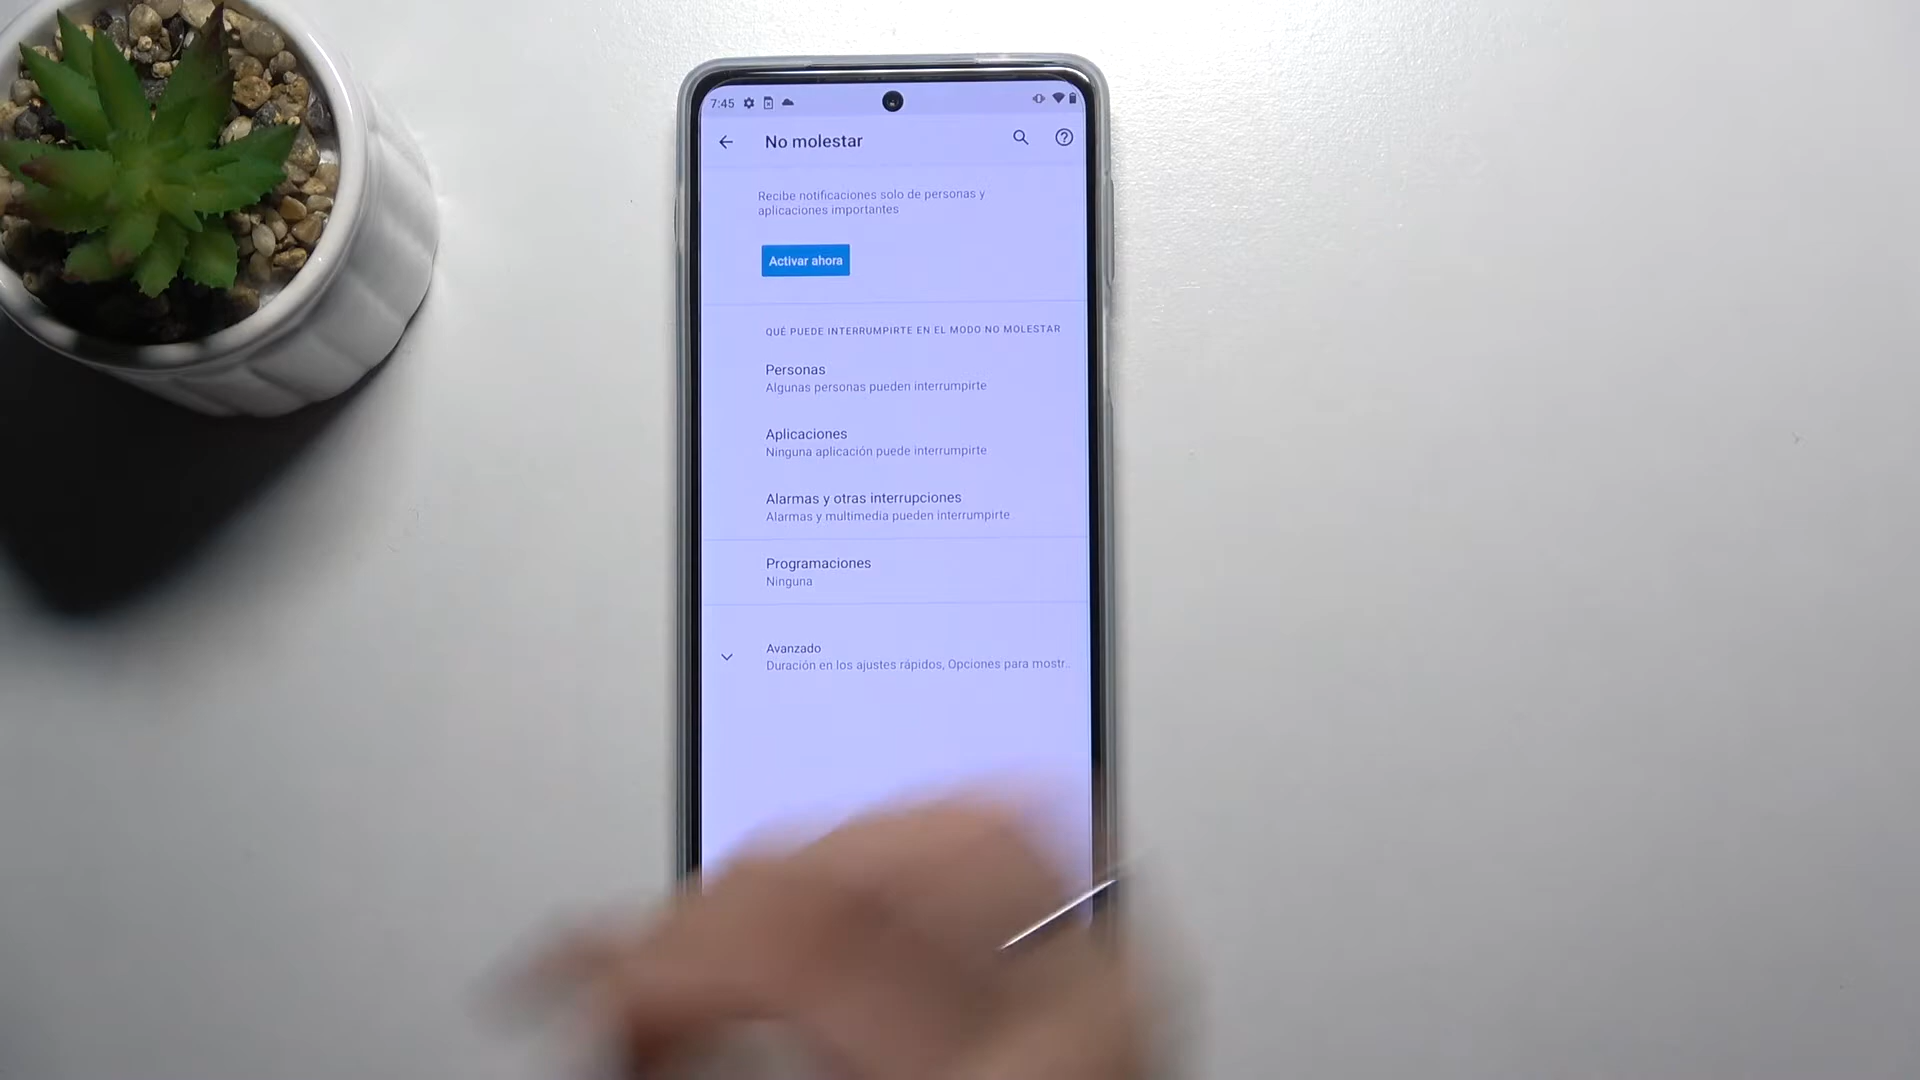 7:45
No molestar
Recibe notificaciones solo de personas y
aplicaciones importantes
Activar ahora
QUÉ PUEDE INTERRUMPIRTE EN EL MODO NO MOLESTAR
Personas
Algunas personas pueden interrumpirte
Aplicaciones
Ninguna aplicación puede interrumpirte
Alarmas y otras interrupciones
Alarmas y multimedia pueden interrumpirte
Programaciones
Ninguna
Avanzado
Duración en los ajustes rápidos, Opciones para mostr..